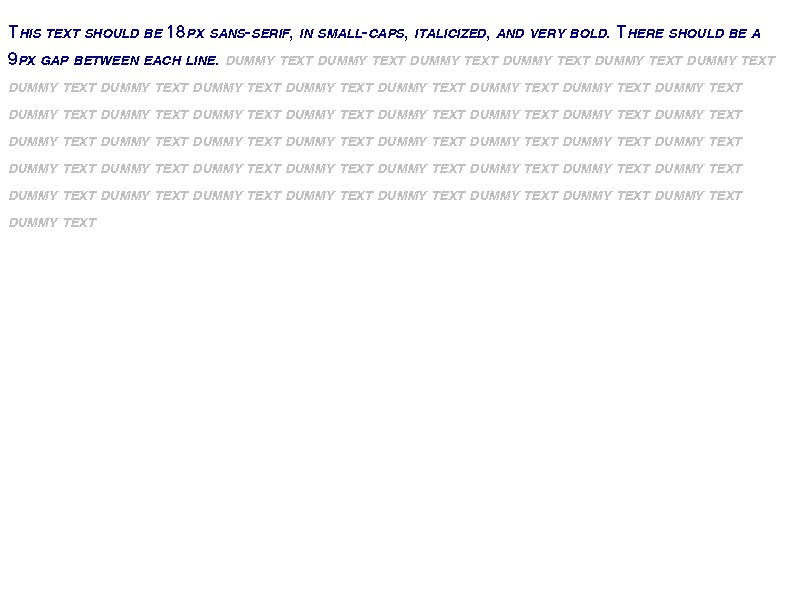 This text should be 18px sans-serif, in small-caps, italicized, and very bold. There should be a
9px gap between each line. dummy text dummy text dummy text dummy text dummy text dummy text
dummy text dummy text dummy text dummy text dummy text dummy text dummy text dummy text
dummy text dummy text dummy text dummy text dummy text dummy text dummy text dummy text
dummy text dummy text dummy text dummy text dummy text dummy text dummy text dummy text
dummy text dummy text dummy text dummy text dummy text dummy text dummy text dummy text
dummy text dummy text dummy text dummy text dummy text dummy text dummy text dummy text
dummy text